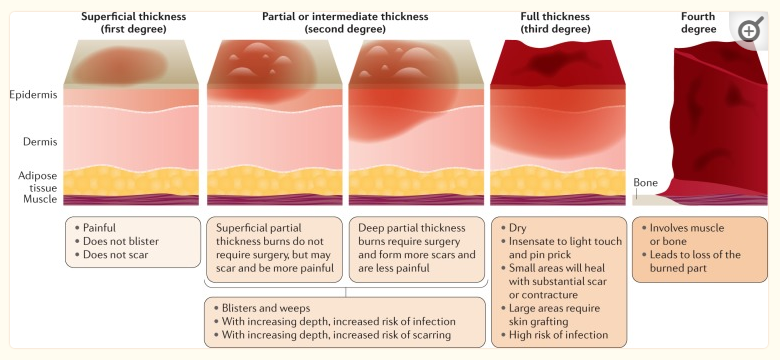 Superficial thickness
(first degree)
Partial or intermediate thickness
(second degree)
Full thickness
(third degree)
Fourth
degree
Epidermis
Dermis
Adipose
tissue
Muscle
Bone
• Painful
• Does not blister
• Does not scar
Superficial partial
thickness burns do not
require surgery, but may
scar and be more painful
Deep partial thickness
burns require surgery
and form more scars and
are less painful
• Blisters and weeps
• With increasing depth, increased risk of infection
• With increasing depth, increased risk of scarring
• Dry
• Insensate to light touch
and pin prick
• Small areas will heal
with substantial scar
or contracture
• Large areas require
skin grafting
• High risk of infection
• Involves muscle
or bone
• Leads to loss of the
burned part